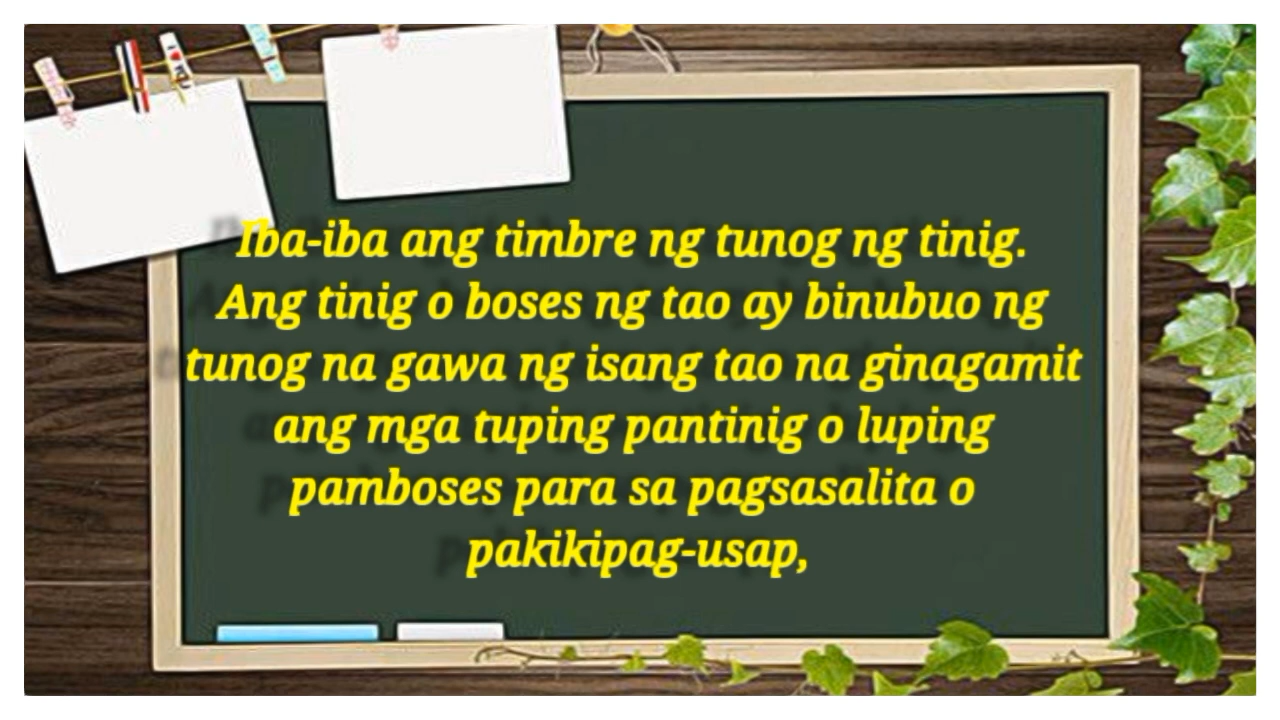 Iba-iba ang timbre ng tunog ng tinig.
Ang tinig o boses ng tao ay binubuo ng
tunog na gawa ng isang tao na ginagamit
ang mga tuping pantinig o luping
pamboses para sa pagsasalita o
pakikipag-usap,